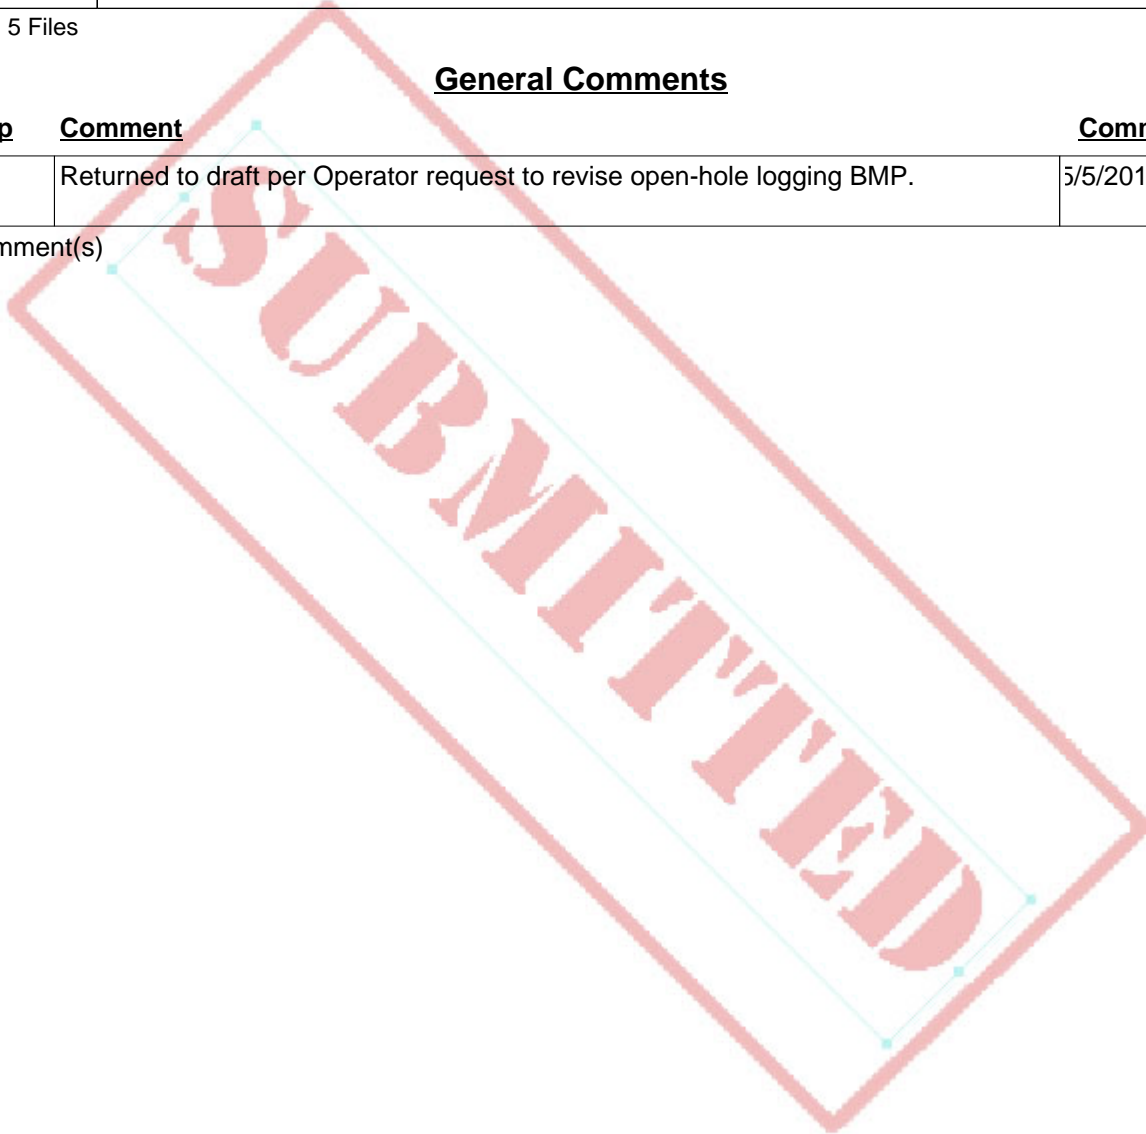 5 Files
General Comments
Comment
Returned to draft per Operator request to revise open-hole logging BMP.
SUBMITTED